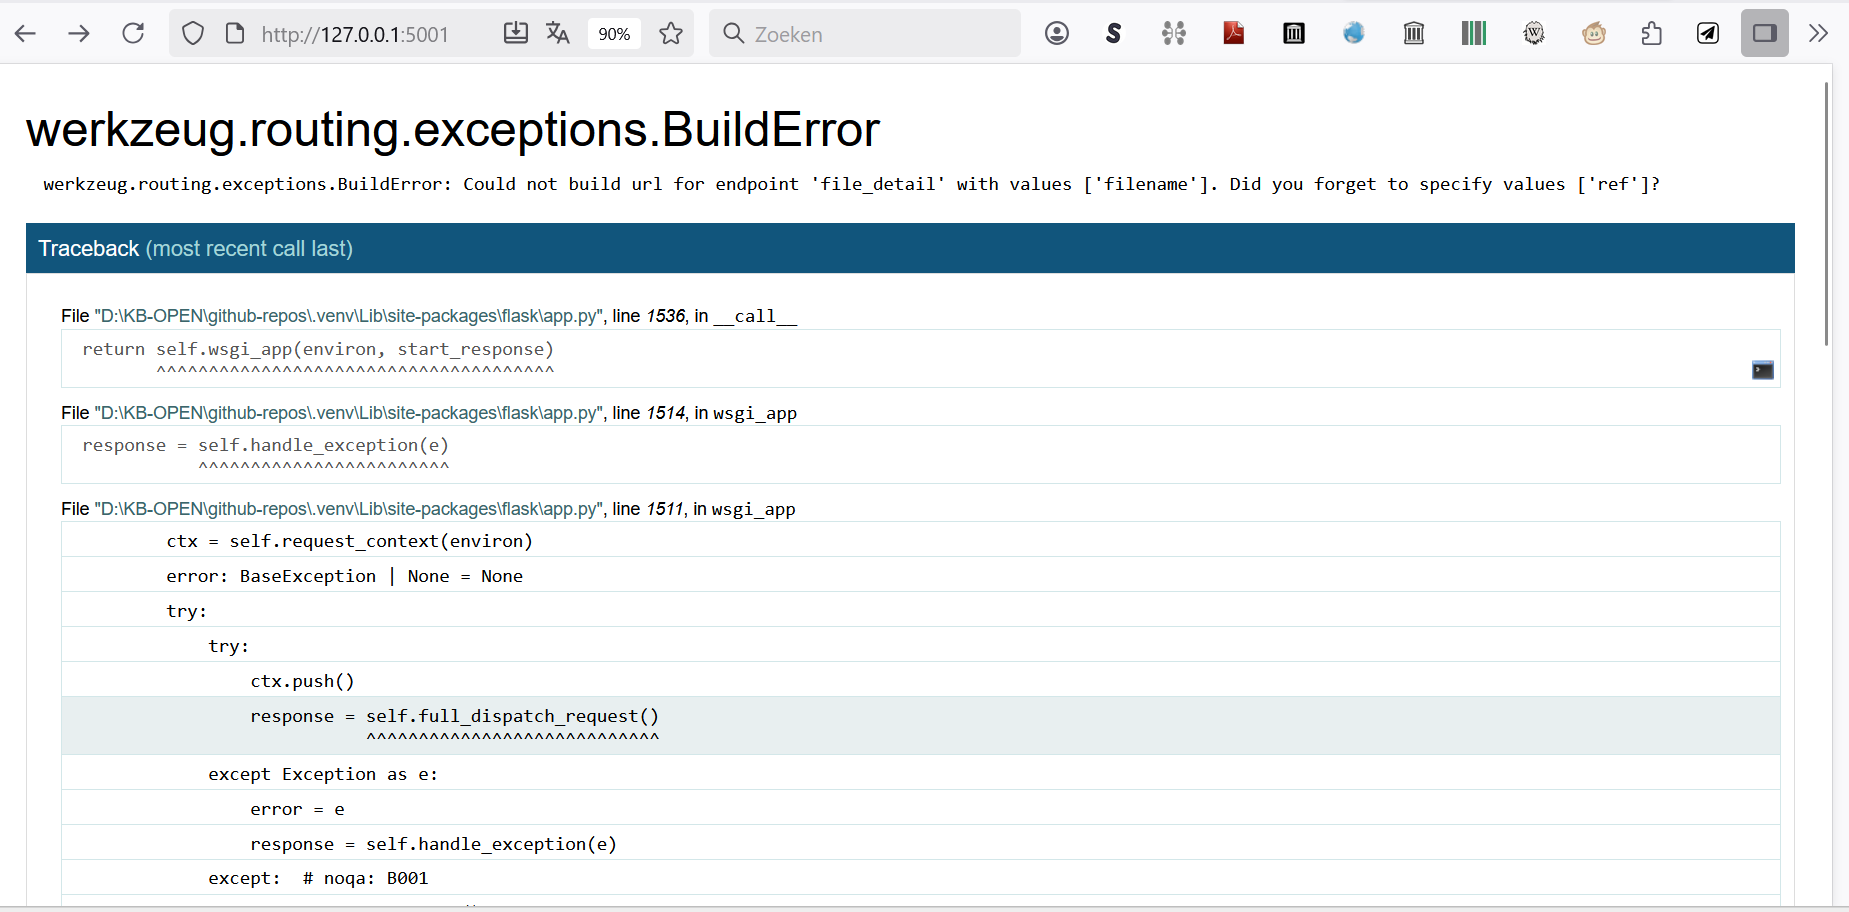 http://127.0.0.1:5001 90% Zoeken
werkzeug.routing.exceptions.BuildError
werkzeug.routing.exceptions.BuildError: Could not build url for endpoint 'file_detail' with values ['filename']. Did you forget to specify values ['ref']?
Traceback (most recent call last)
File "D:\KB-OPEN\github-repos\.venv\Lib\site-packages\flask\app.py", line 1536, in __call__
return self.wsgi_app(environ, start_response)
^^^^^^^^^^^^^^^^^^^^^^^^^^^^^^^^^^^^^^
File "D:\KB-OPEN\github-repos\.venv\Lib\site-packages\flask\app.py", line 1514, in wsgi_app
response = self.handle_exception(e)
^^^^^^^^^^^^^^^^^^^^^^^^
File "D:\KB-OPEN\github-repos\.venv\Lib\site-packages\flask\app.py", line 1511, in wsgi_app
ctx = self.request_context(environ)
error: BaseException | None = None
try:
try:
ctx.push()
response = self.full_dispatch_request()
^^^^^^^^^^^^^^^^^^^^^^^^^^^^
except Exception as e:
error = e
response = self.handle_exception(e)
except:  # noqa: B001